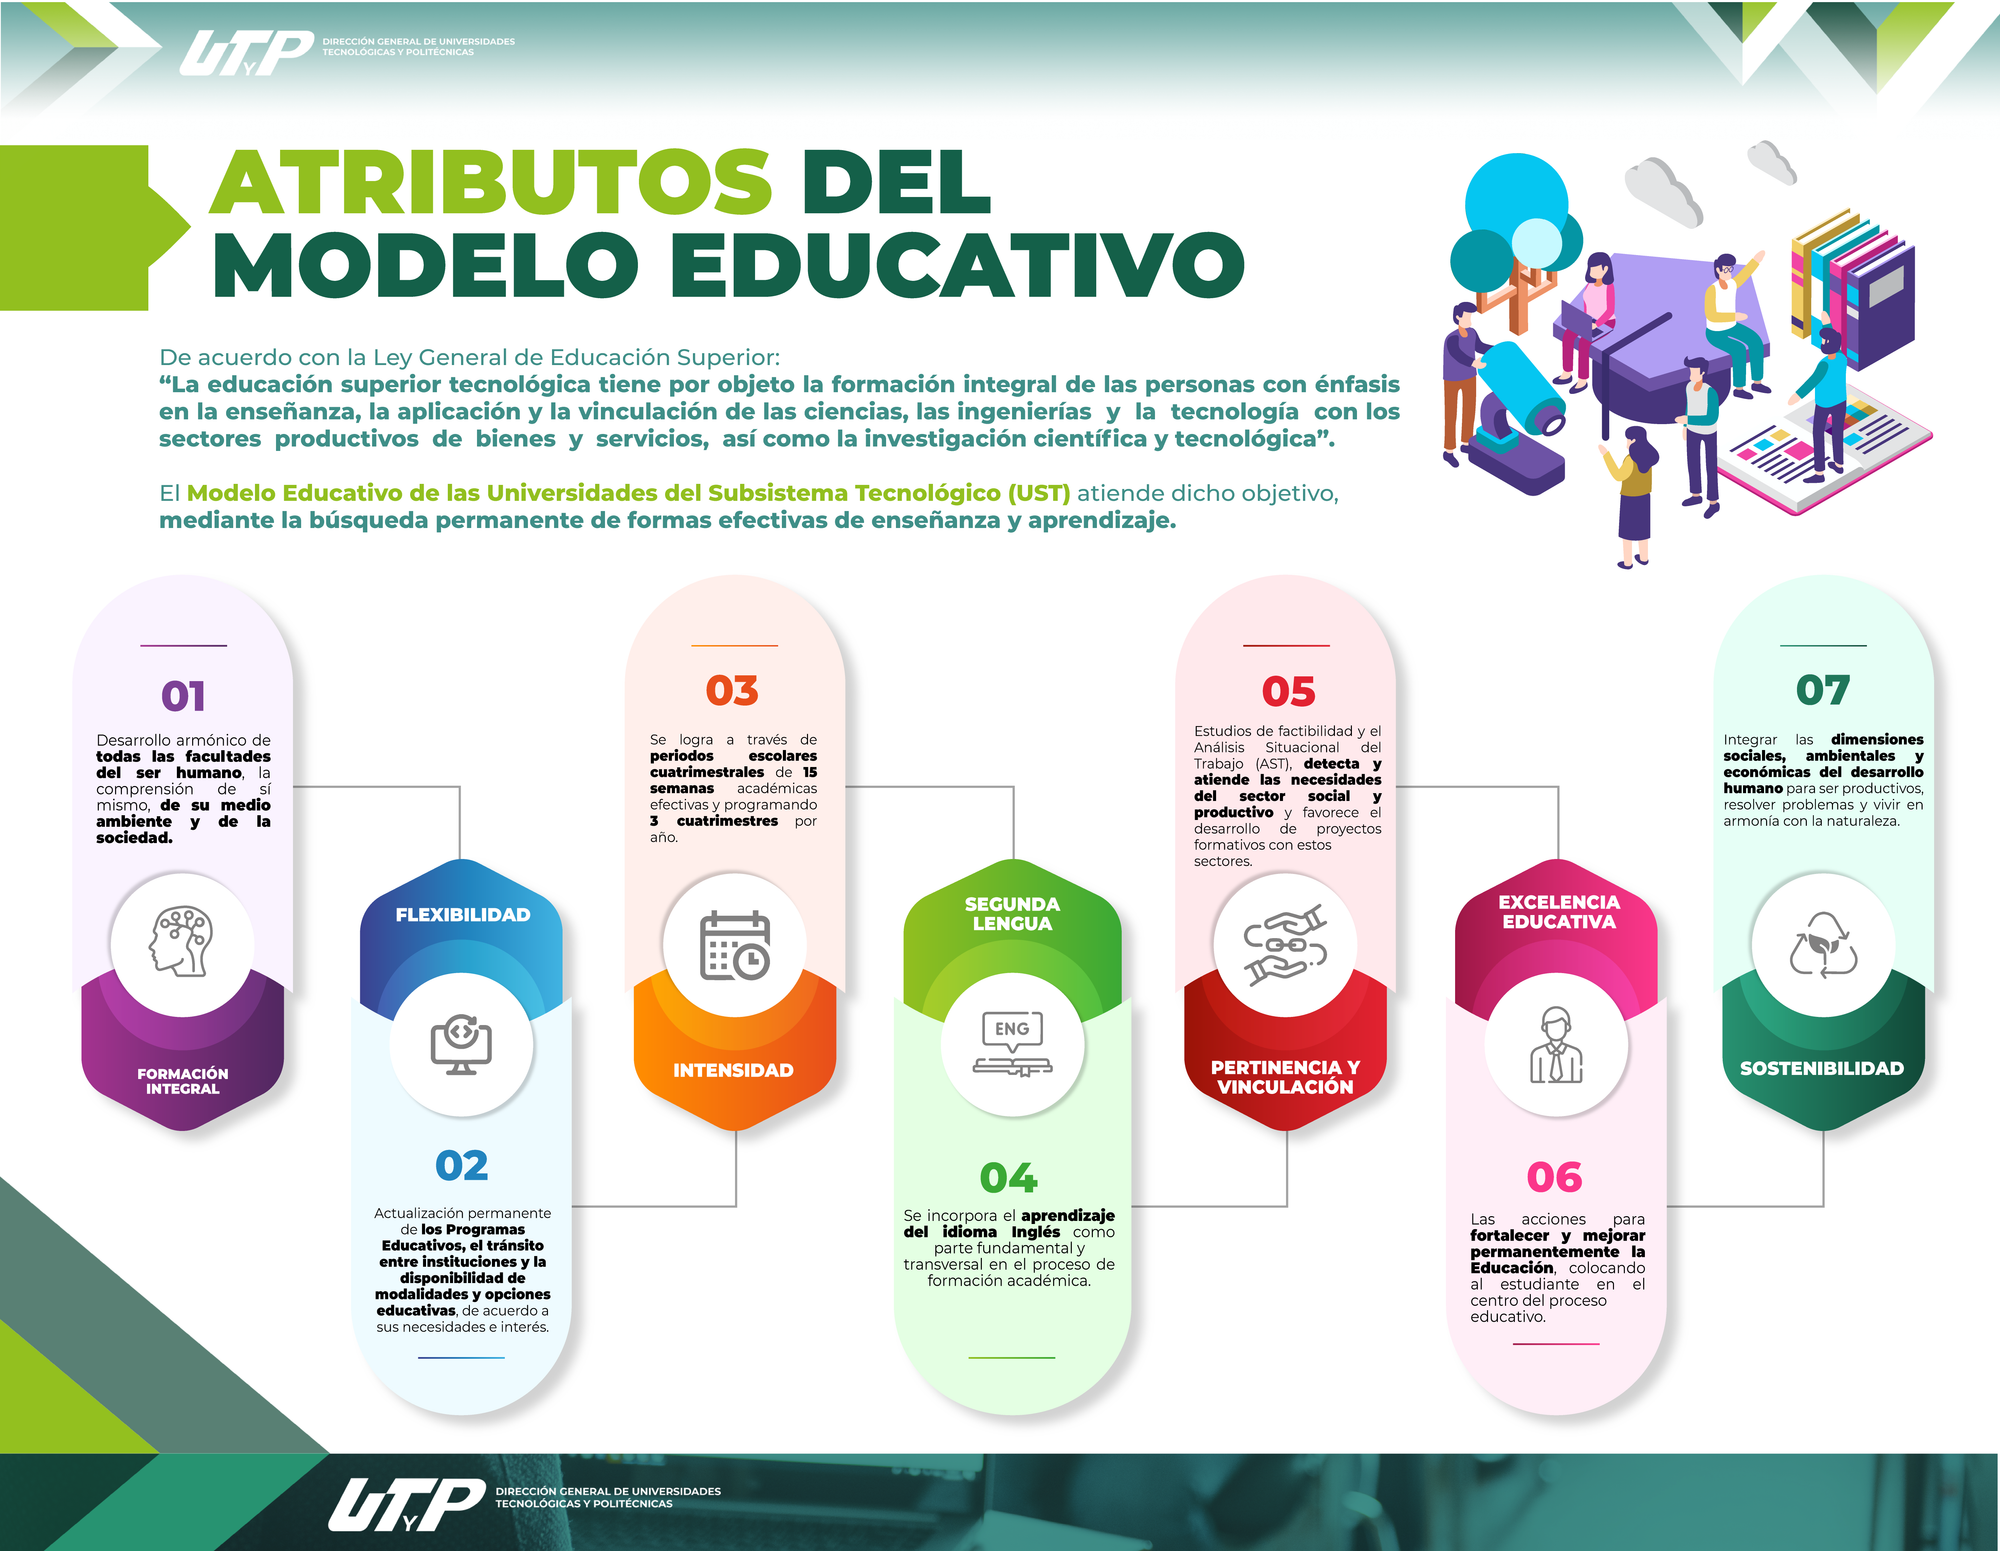 UTyP
DIRECCIÓN GENERAL DE UNIVERSIDADES
TECNOLÓGICAS Y POLITÉCNICAS
ATRIBUTOS DEL
MODELO EDUCATIVO
De acuerdo con la Ley General de Educación Superior:
“La educación superior tecnológica tiene por objeto la formación integral de las personas con énfasis
en la enseñanza, la aplicación y la vinculación de las ciencias, las ingenierías y la tecnología con los
sectores productivos de bienes y servicios, así como la investigación científica y tecnológica”.
El Modelo Educativo de las Universidades del Subsistema Tecnológico (UST) atiende dicho objetivo,
mediante la búsqueda permanente de formas efectivas de enseñanza y aprendizaje.
01
Desarrollo armónico de
todas las facultades
del ser humano, la
comprensión de sí
mismo, de su medio
ambiente y de la
sociedad.
FORMACIÓN
INTEGRAL
FLEXIBILIDAD
02
Actualización permanente
de los Programas
Educativos, el tránsito
entre instituciones y la
disponibilidad de
modalidades y opciones
educativas, de acuerdo a
sus necesidades e interés.
03
Se logra a través de
periodos escolares
cuatrimestrales de 15
semanas académicas
efectivas y programando
3 cuatrimestres por
año.
INTENSIDAD
SEGUNDA
LENGUA
ENG
04
Se incorpora el aprendizaje
del idioma Inglés como
parte fundamental y
transversal en el proceso de
formación académica.
05
Estudios de factibilidad y el
Análisis Situacional del
Trabajo (AST), detecta y
atiende las necesidades
del sector social y
productivo y favorece el
desarrollo de proyectos
formativos con estos
sectores.
PERTINENCIA Y
VINCULACIÓN
EXCELENCIA
EDUCATIVA
06
Las acciones para
fortalecer y mejorar
permanentemente la
Educación, colocando
al estudiante en el
centro del proceso
educativo.
07
Integrar las dimensiones
sociales, ambientales y
económicas del desarrollo
humano para ser productivos,
resolver problemas y vivir en
armonía con la naturaleza.
SOSTENIBILIDAD
UTyP
DIRECCIÓN GENERAL DE UNIVERSIDADES
TECNOLÓGICAS Y POLITÉCNICAS